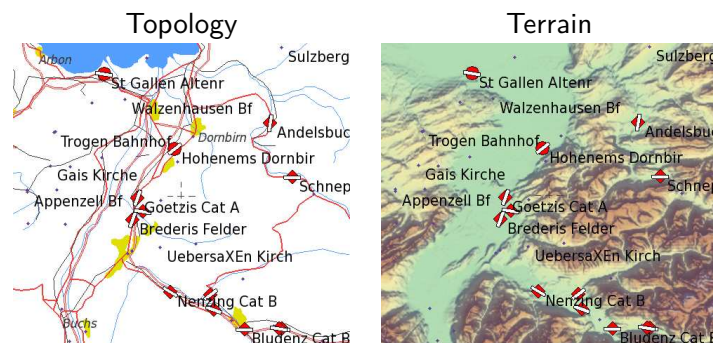 Topology
Arbon
Sulzberg
St Gallen Altenr
Walzenhausen Bf
Andelsbuc
Dornbirn
Trogen Bahnhof
Hohenems Dornbir
Gais Kirche
Schnep
Appenzell Bf
Goetzis Cat A
Brederis Felder
UebersaXEn Kirch
Nenzing Cat B
Buchs
Bludenz Cat B
Terrain
Sulzberg
St Gallen Altenr
Walzenhausen Bf
Andelsbuc
Trogen Bahnhof
Hohenems Dornbir
Gais Kirche
Schnep
Appenzell Bf
Goetzis Cat A
Brederis Felder
UebersaXEn Kirch
Nenzing Cat B
Bludenz Cat B